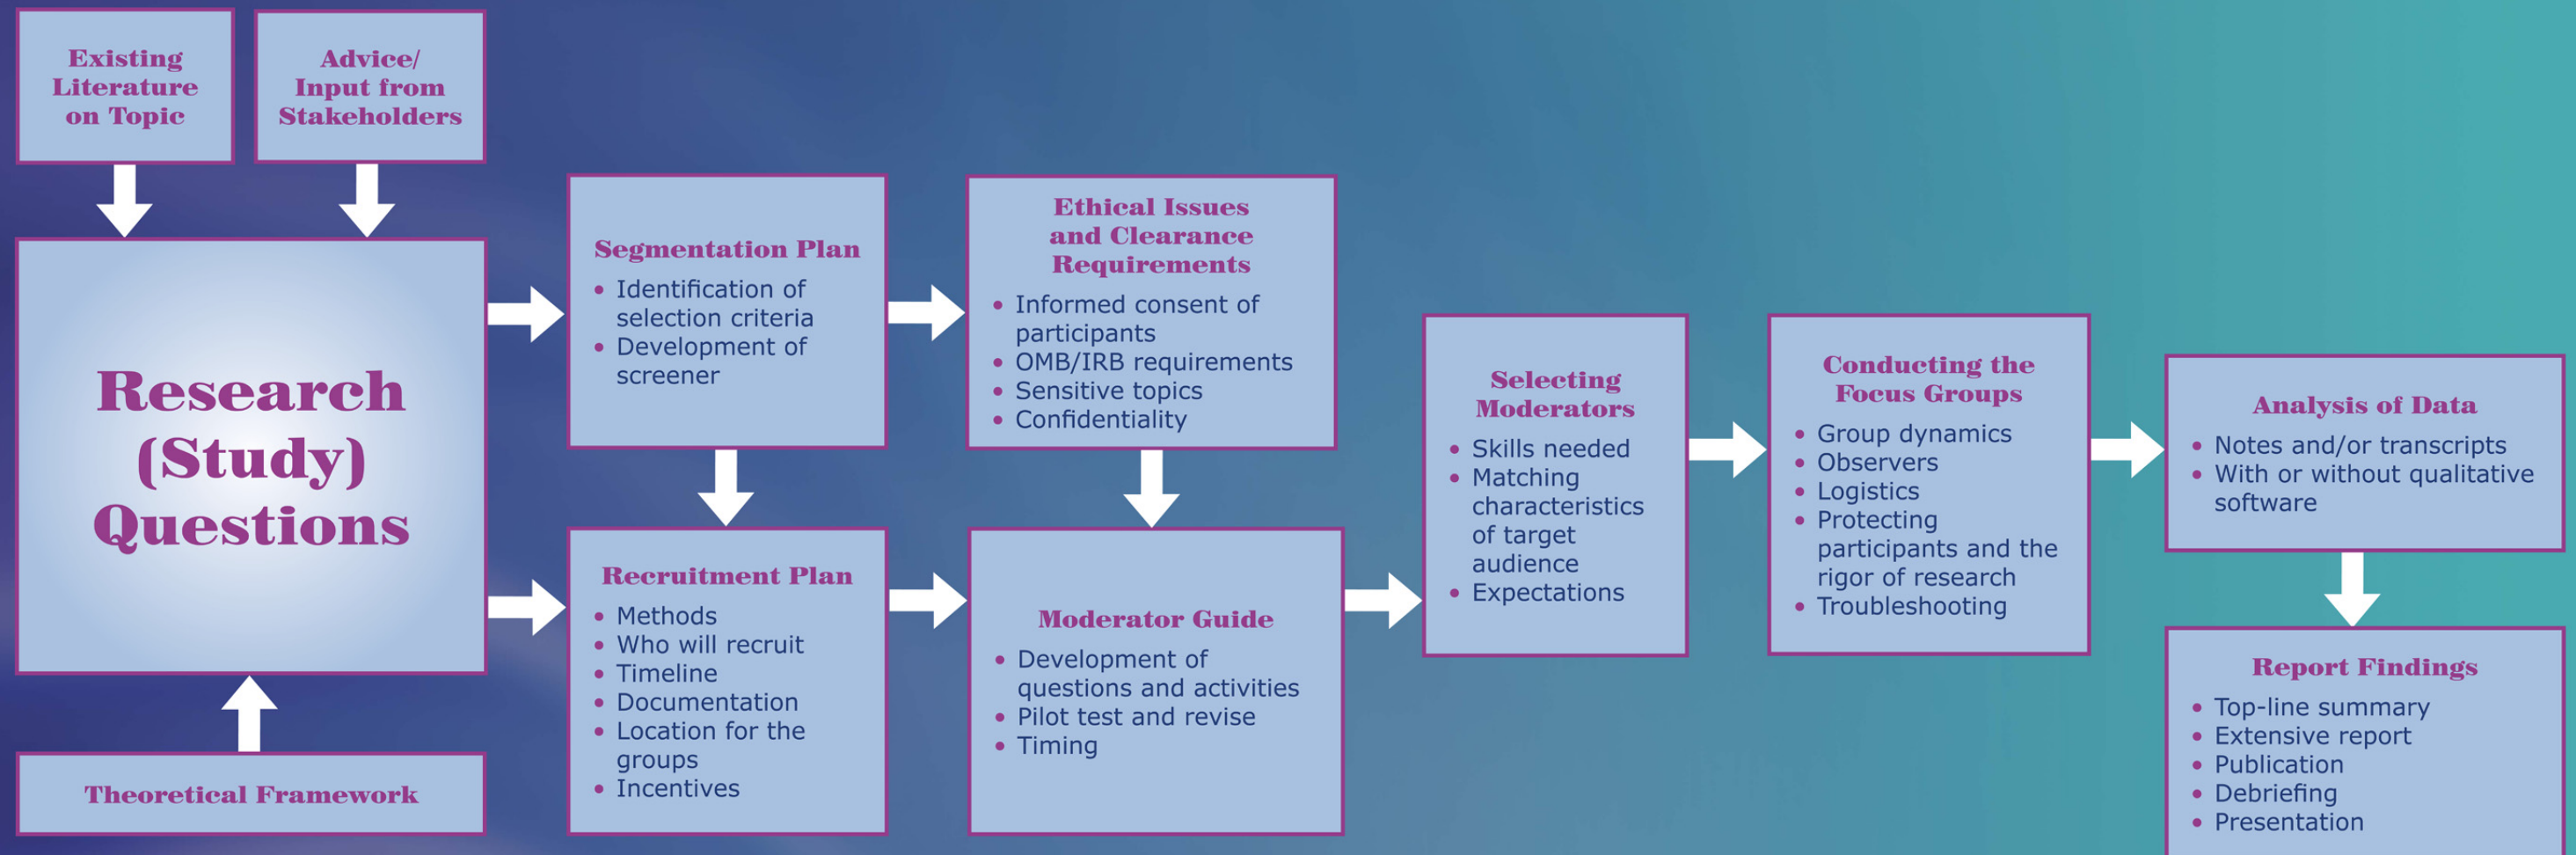 Existing
Literature
on Topic
Advice/
Input from
Stakeholders
Research
(Study)
Questions
Theoretical Framework
Segmentation Plan
• Identification of
selection criteria
• Development of
screener
Recruitment Plan
• Methods
• Who will recruit
• Timeline
• Documentation
• Location for the
groups
• Incentives
Ethical Issues
and Clearance
Requirements
• Informed consent of
participants
• OMB/IRB requirements
• Sensitive topics
• Confidentiality
Moderator Guide
• Development of
questions and activities
• Pilot test and revise
• Timing
Selecting
Moderators
• Skills needed
• Matching
characteristics
of target
audience
• Expectations
Conducting the
Focus Groups
• Group dynamics
• Observers
• Logistics
• Protecting
participants and the
rigor of research
• Troubleshooting
Analysis of Data
• Notes and/or transcripts
• With or without qualitative
software
Report Findings
• Top-line summary
• Extensive report
• Publication
• Debriefing
• Presentation